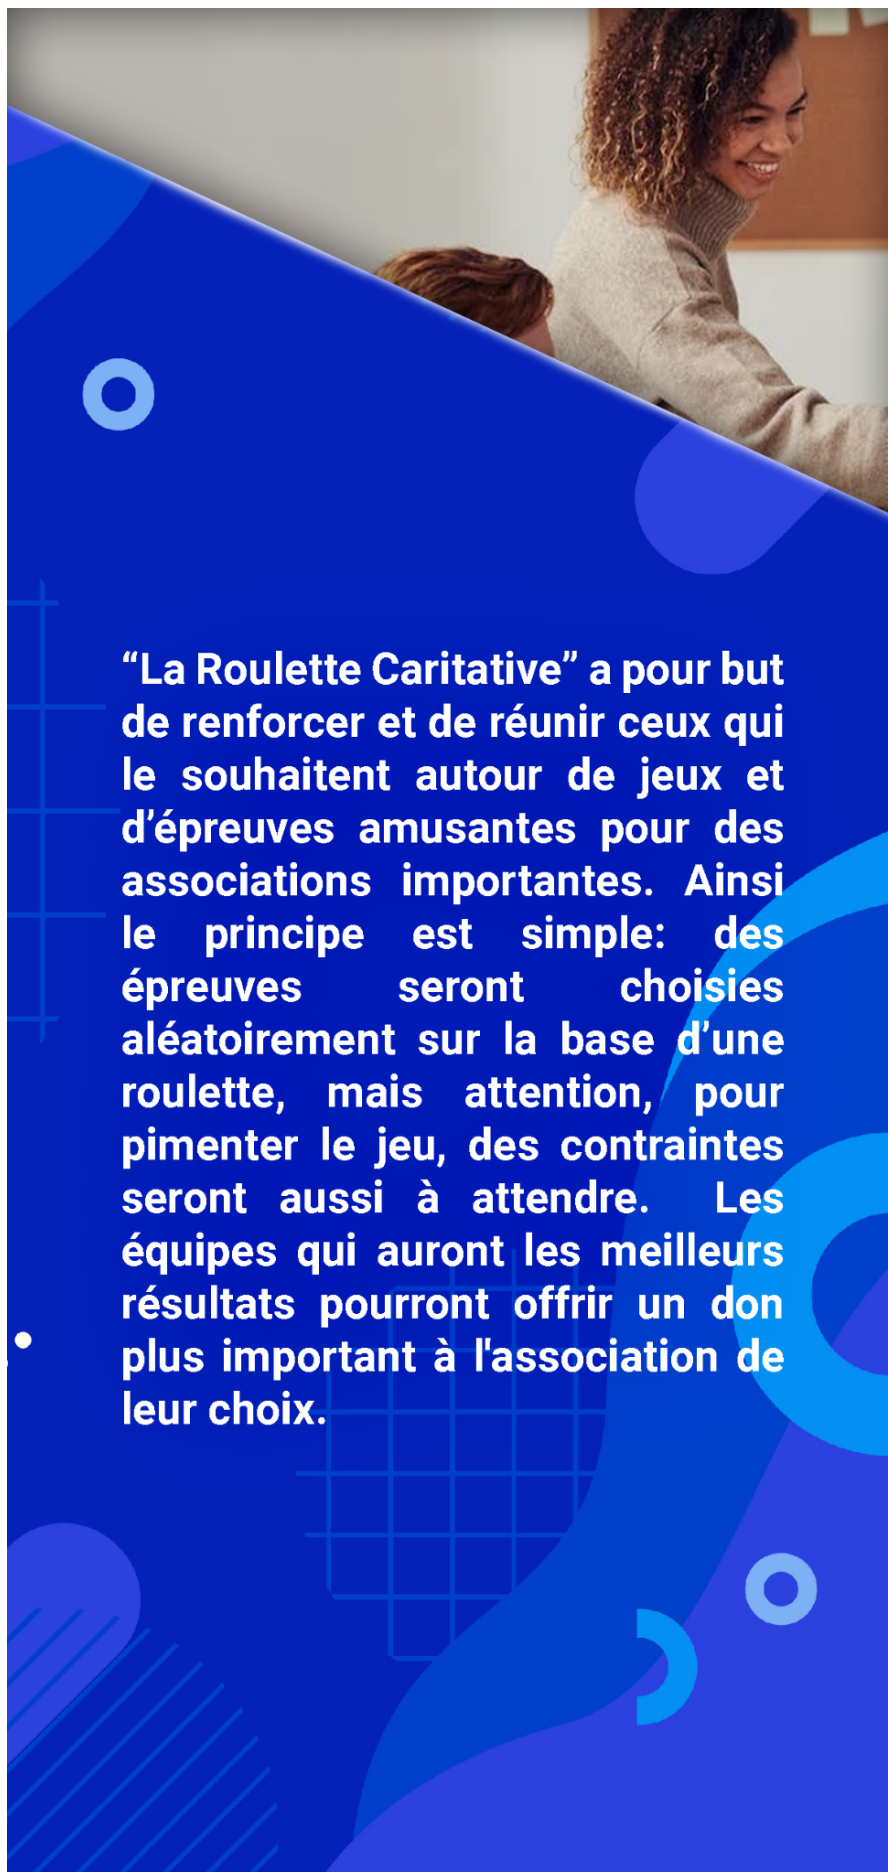 “La Roulette Caritative” a pour but
de renforcer et de réunir ceux qui
le souhaitent autour de jeux et
d’épreuves amusantes pour des
associations importantes. Ainsi
le principe est simple: des
épreuves seront choisies
aléatoirement sur la base d’une
roulette, mais attention, pour
pimenter le jeu, des contraintes
seront aussi à attendre. Les
équipes qui auront les meilleurs
résultats pourront offrir un don
plus important à l'association de
leur choix.